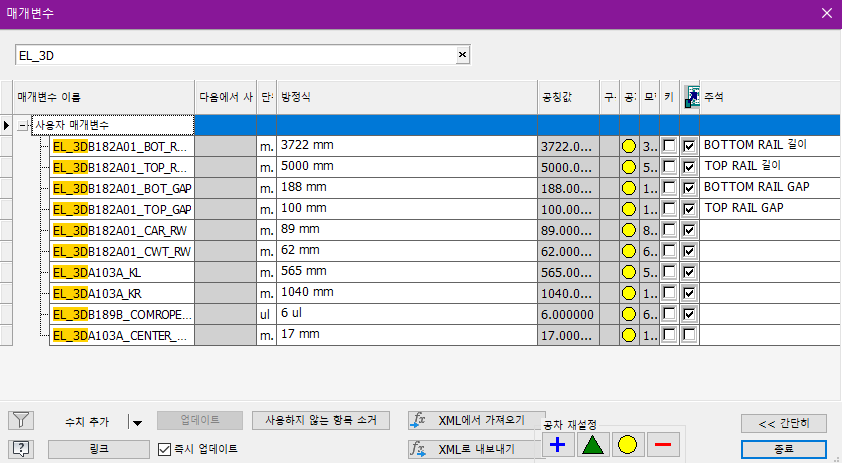 매개변수
EL_3D
매개변수 이름 다음에서 사 단위 방정식 공칭값 구· 공: 모' 키 주석
사용자 매개변수
EL_3DB182A01_BOT_R... m. 3722 mm 3722.0... 3.. BOTTOM RAIL 길이
EL_3DB182A01_TOP_R... m. 5000 mm 5000.0... 5.. TOP RAIL 길이
EL_3DB182A01_BOT_GAP m. 188 mm 188.00... 1.. BOTTOM RAIL GAP
EL_3DB182A01_TOP_GAP m. 100 mm 100.00... 1.. TOP RAIL GAP
EL_3DB182A01_CAR_RW m. 89 mm 89.000... 8..
EL_3DB182A01_CWT_RW m. 62 mm 62.000... 6..
EL_3DA103A_KL m. 565 mm 565.00... 5..
EL_3DA103A_KR m. 1040 mm 1040.0... 1..
EL_3DB189B_COMROPE... ul 6 ul 6.000000 6..
EL_3DA103A_CENTER_... m. 17 mm 17.000... 1..
수치 추가 업데이트 사용하지 않는 항목 소거 XML에서 가져오기 공차 재설정 << 간단히
링크 즉시 업데이트 XML로 내보내기 종료